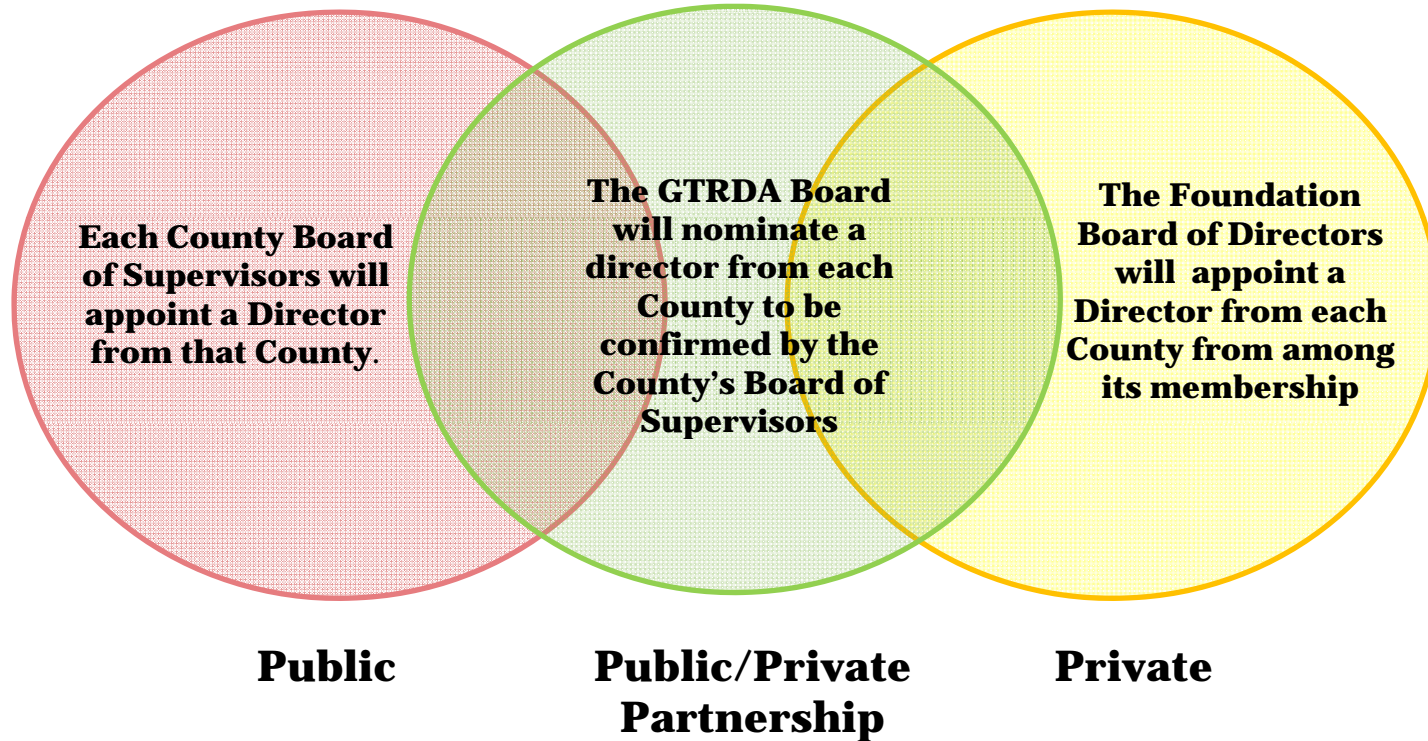 Each County Board
of Supervisors will
appoint a Director
from that County.
The GTRDA Board
will nominate a
director from each
County to be
confirmed by the
County’s Board of
Supervisors
The Foundation
Board of Directors
will appoint a
Director from each
County from among
its membership
Public
Public/Private
Partnership
Private